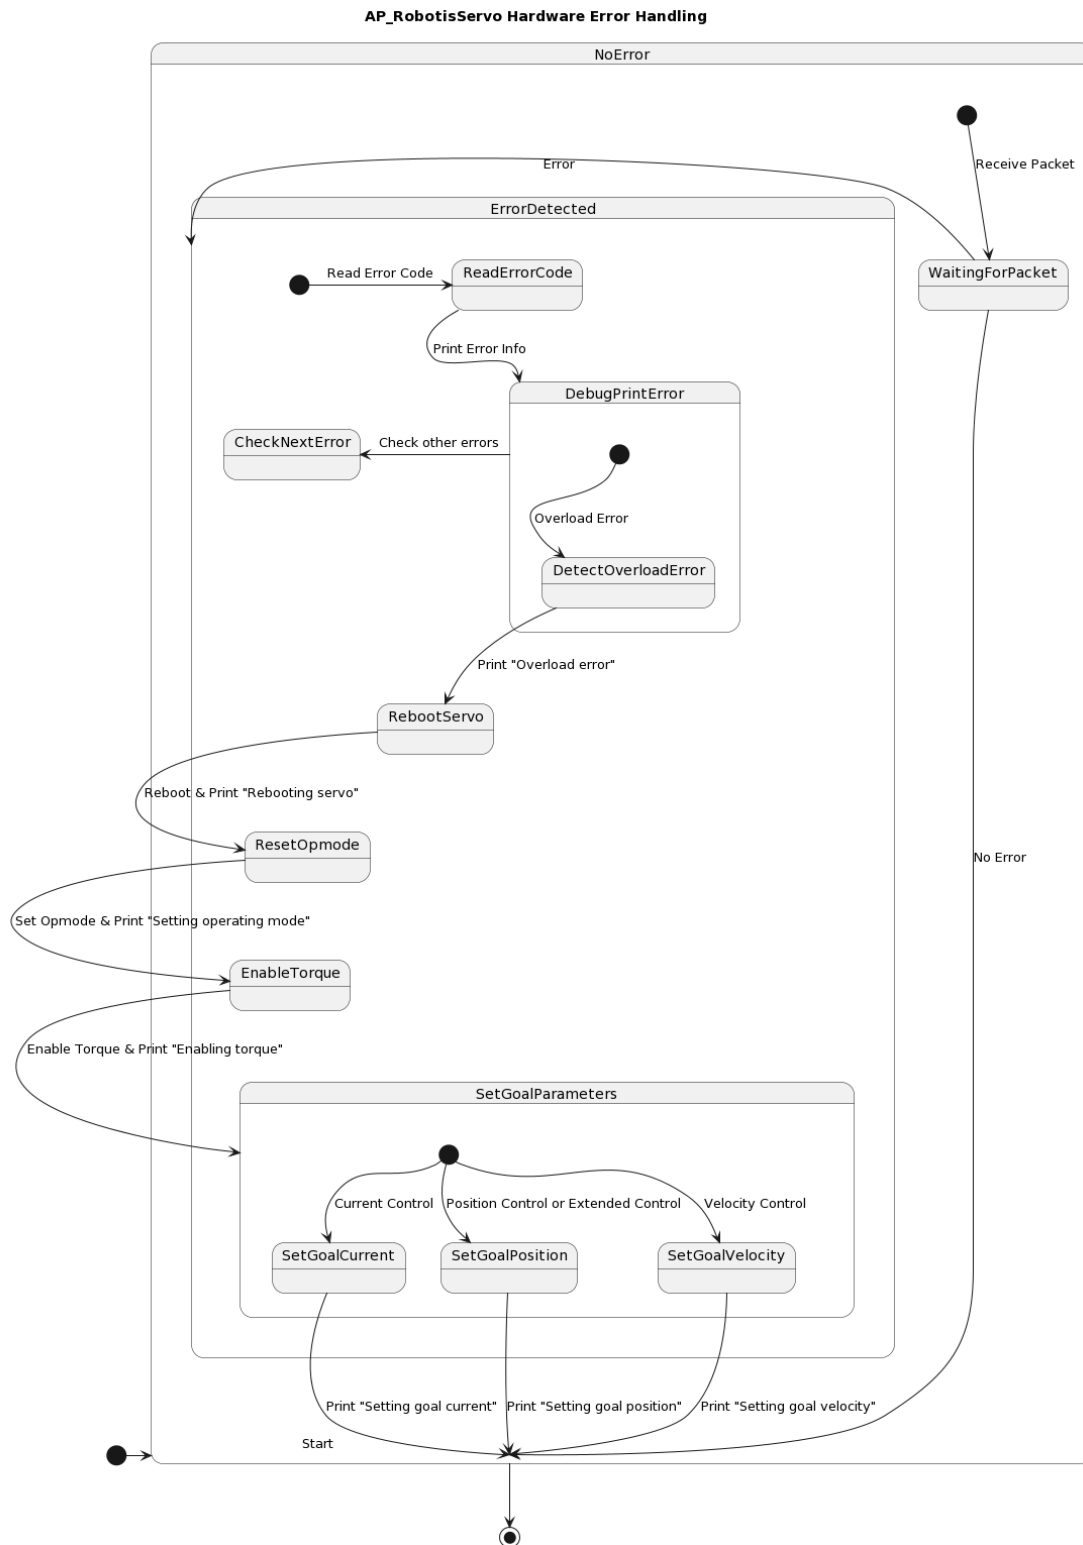 AP_RobotisServo Hardware Error Handling
NoError
Error
Receive Packet
ErrorDetected
WaitingForPacket
Read Error Code
ReadErrorCode
Print Error Info
DebugPrintError
CheckNextError
Check other errors
Overload Error
DetectOverloadError
Print "Overload error"
RebootServo
Reboot & Print "Rebooting servo"
ResetOpmode
No Error
Set Opmode & Print "Setting operating mode"
EnableTorque
Enable Torque & Print "Enabling torque"
SetGoalParameters
Current Control
Position Control or Extended Control
Velocity Control
SetGoalCurrent
SetGoalPosition
SetGoalVelocity
Print "Setting goal current"
Print "Setting goal position"
Print "Setting goal velocity"
Start